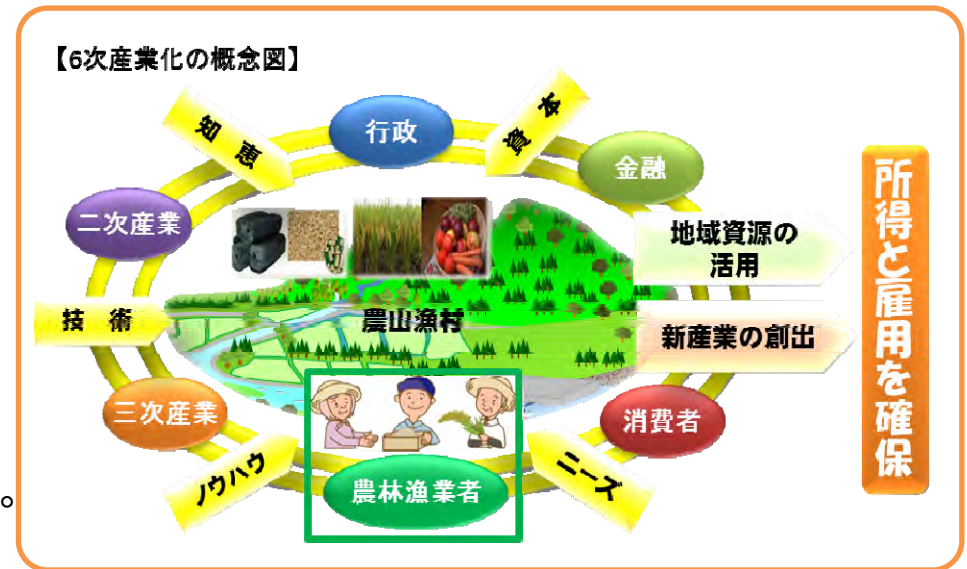 【6次産業化の概念図】
知恵
行政
資本
金融
二次産業
地域資源の
活用
技術
農山漁村
新産業の創出
三次産業
消費者
ノウハウ
農林漁業者
ニーズ
所得と雇用を確保
。